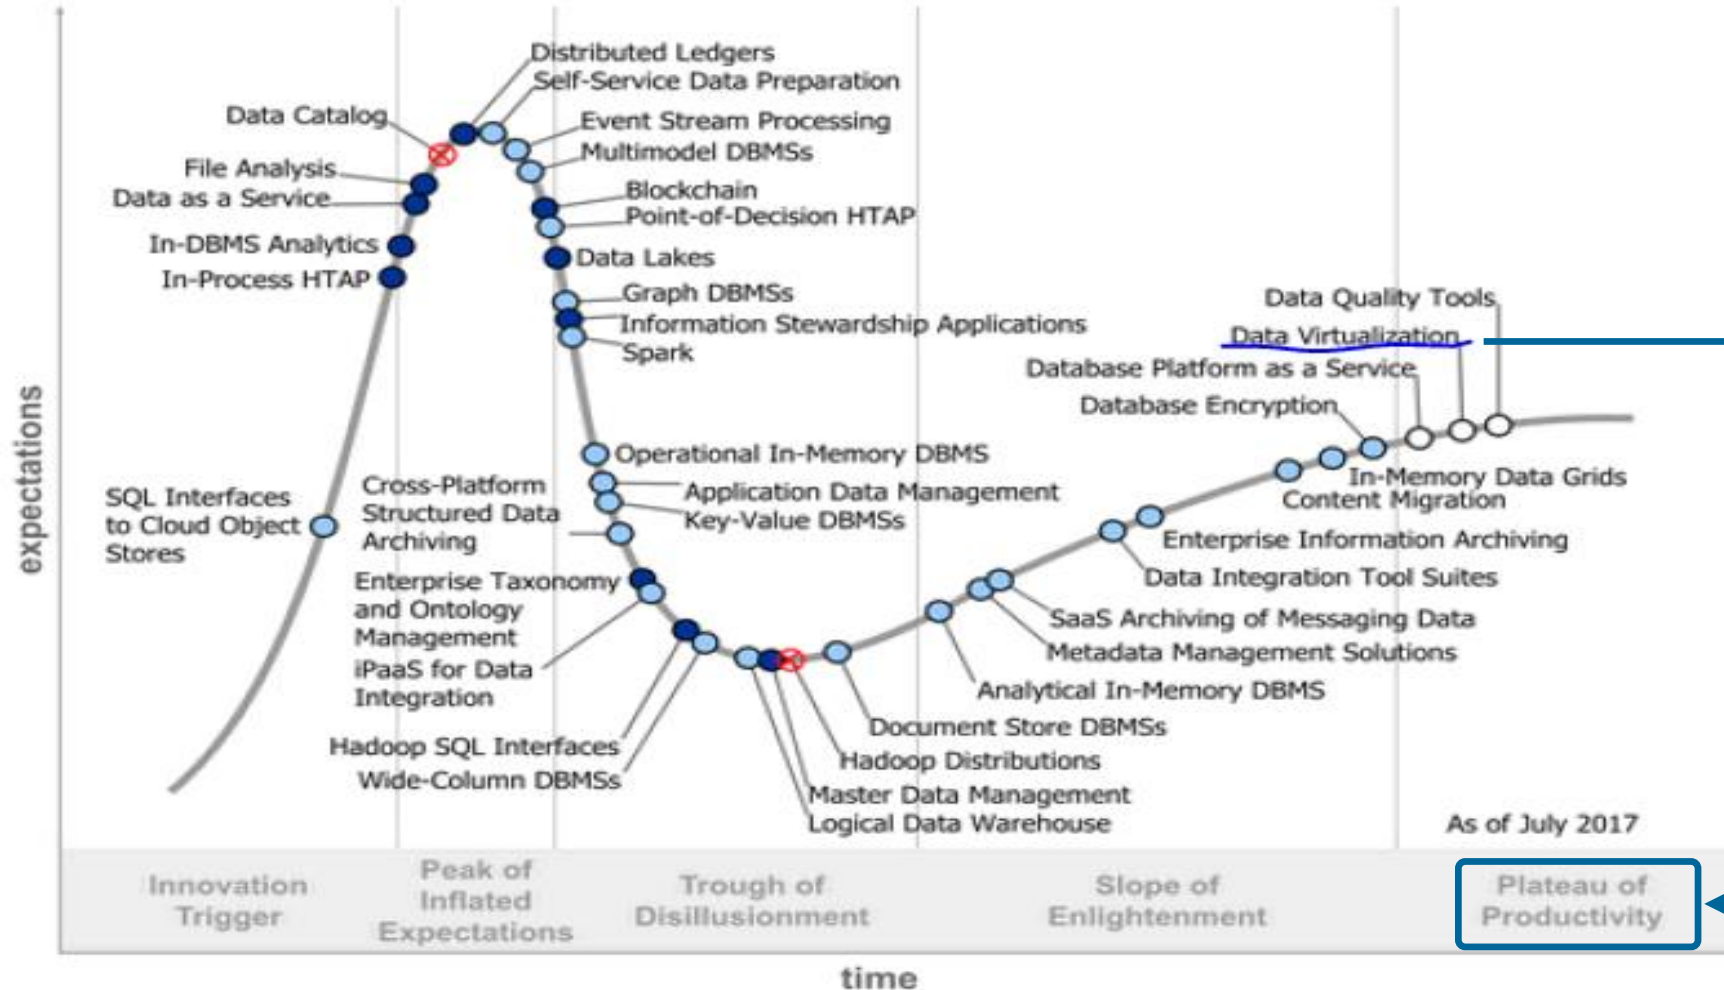 Distributed Ledgers
Self-Service Data Preparation
Data Catalog
Event Stream Processing
Multimodel DBMSs
File Analysis
Data as a Service
Blockchain
Point-of-Decision HTAP
In-DBMS Analytics
Data Lakes
In-Process HTAP
Graph DBMSs
Information Stewardship Applications
Spark
Data Quality Tools
Data Virtualization
Database Platform as a Service
Database Encryption
Operational In-Memory DBMS
Application Data Management
Key-Value DBMSs
In-Memory Data Grids
Content Migration
SQL Interfaces
to Cloud Object
Stores
Cross-Platform
Structured Data
Archiving
Enterprise Information Archiving
Data Integration Tool Suites
Enterprise Taxonomy
and Ontology
Management
SaaS Archiving of Messaging Data
Metadata Management Solutions
iPaaS for Data
Integration
Analytical In-Memory DBMS
Document Store DBMSs
Hadoop SQL Interfaces
Hadoop Distributions
Wide-Column DBMSs
Master Data Management
Logical Data Warehouse
As of July 2017
expectations
Innovation
Trigger
Peak of
Inflated
Expectations
Trough of
Disillusionment
Slope of
Enlightenment
Plateau of
Productivity
time